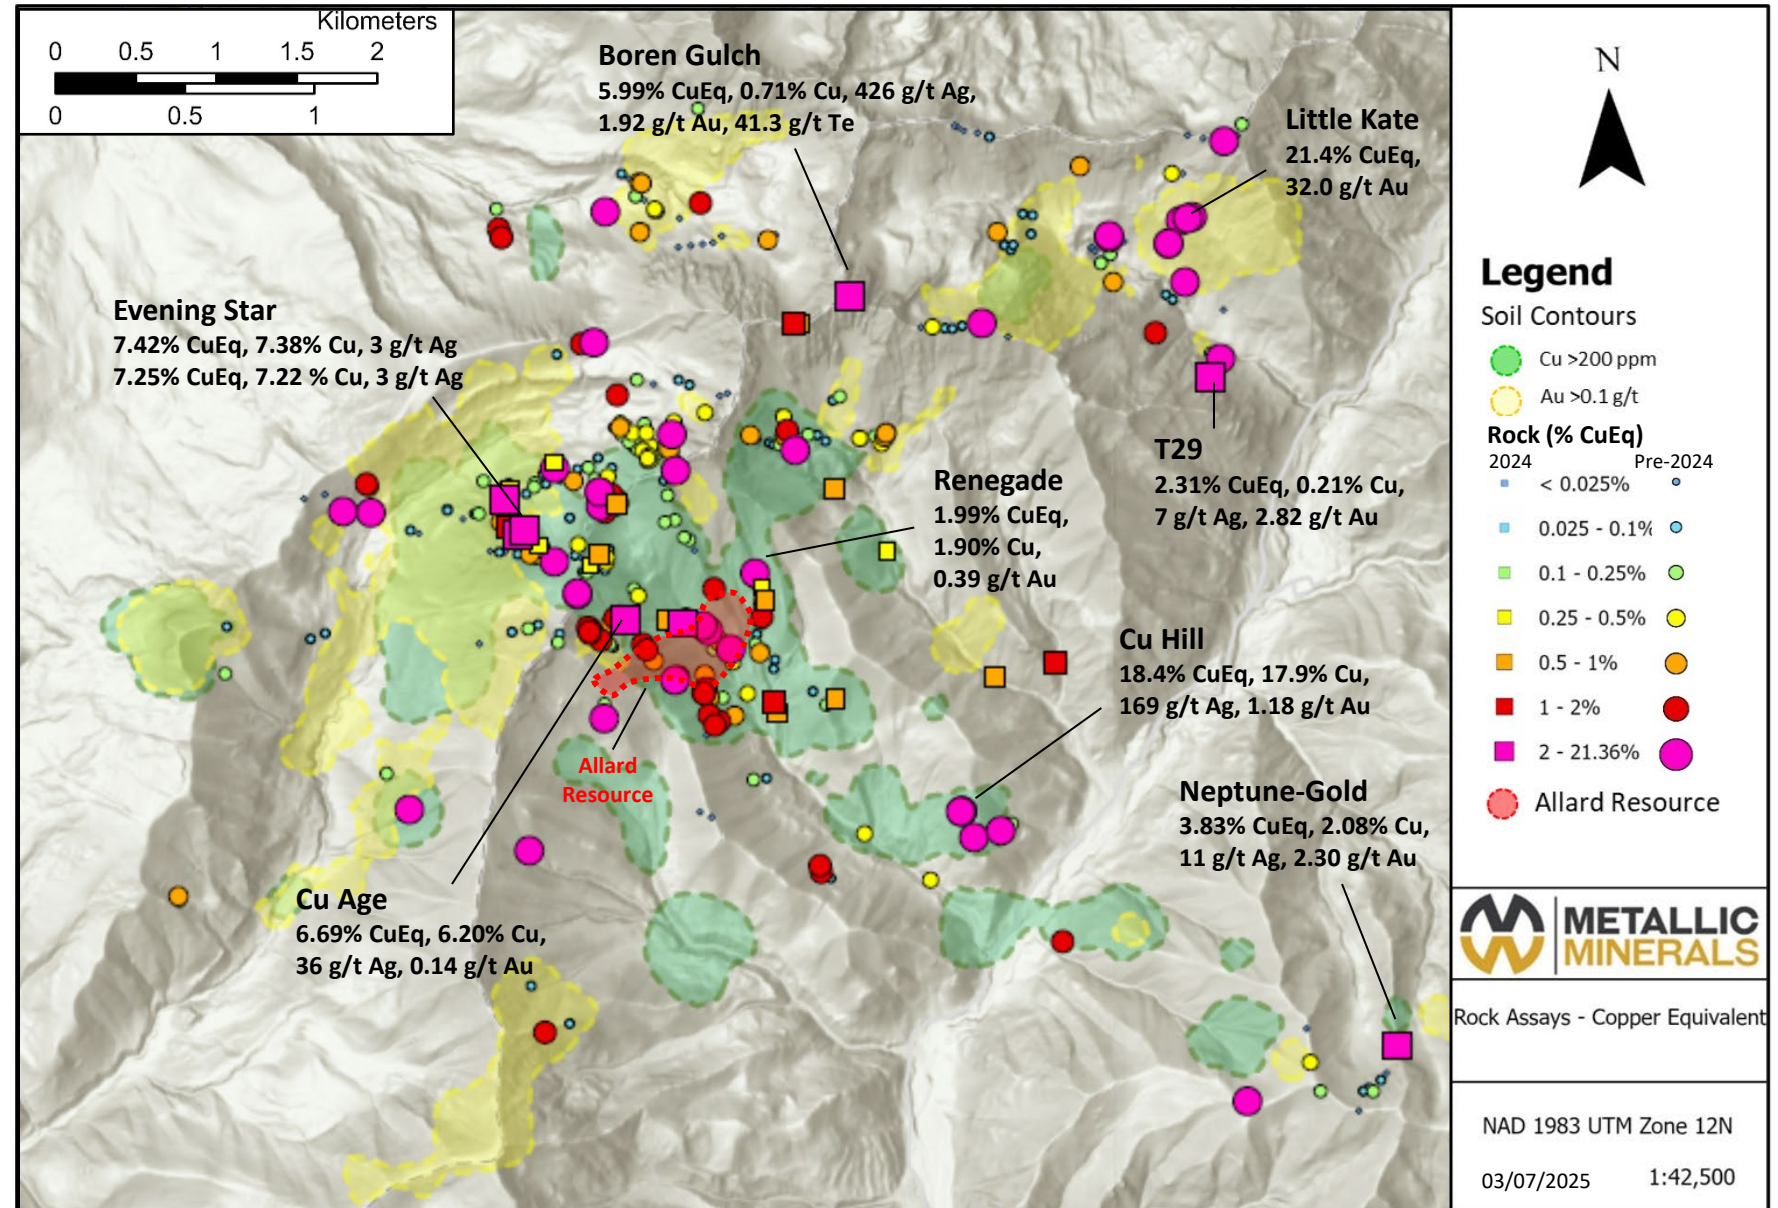 Kilometers
0 0.5 1 1.5 2
0 0.5 1
Boren Gulch
5.99% CuEq, 0.71% Cu, 426 g/t Ag,
1.92 g/t Au, 41.3 g/t Te
Little Kate
21.4% CuEq,
32.0 g/t Au
Evening Star
7.42% CuEq, 7.38% Cu, 3 g/t Ag
7.25% CuEq, 7.22 % Cu, 3 g/t Ag
T29
2.31% CuEq, 0.21% Cu,
7 g/t Ag, 2.82 g/t Au
Renegade
1.99% CuEq,
1.90% Cu,
0.39 g/t Au
Cu Hill
18.4% CuEq, 17.9% Cu,
169 g/t Ag, 1.18 g/t Au
Allard
Resource
Neptune-Gold
3.83% CuEq, 2.08% Cu,
11 g/t Ag, 2.30 g/t Au
Cu Age
6.69% CuEq, 6.20% Cu,
36 g/t Ag, 0.14 g/t Au
N
Legend
Soil Contours
Cu >200 ppm
Au >0.1 g/t
Rock (% CuEq)
2024 Pre-2024
< 0.025%
0.025 - 0.1%
0.1 - 0.25%
0.25 - 0.5%
0.5 - 1%
1 - 2%
2 - 21.36%
Allard Resource
METALLIC
MINERALS
Rock Assays - Copper Equivalent
NAD 1983 UTM Zone 12N
03/07/2025 1:42,500